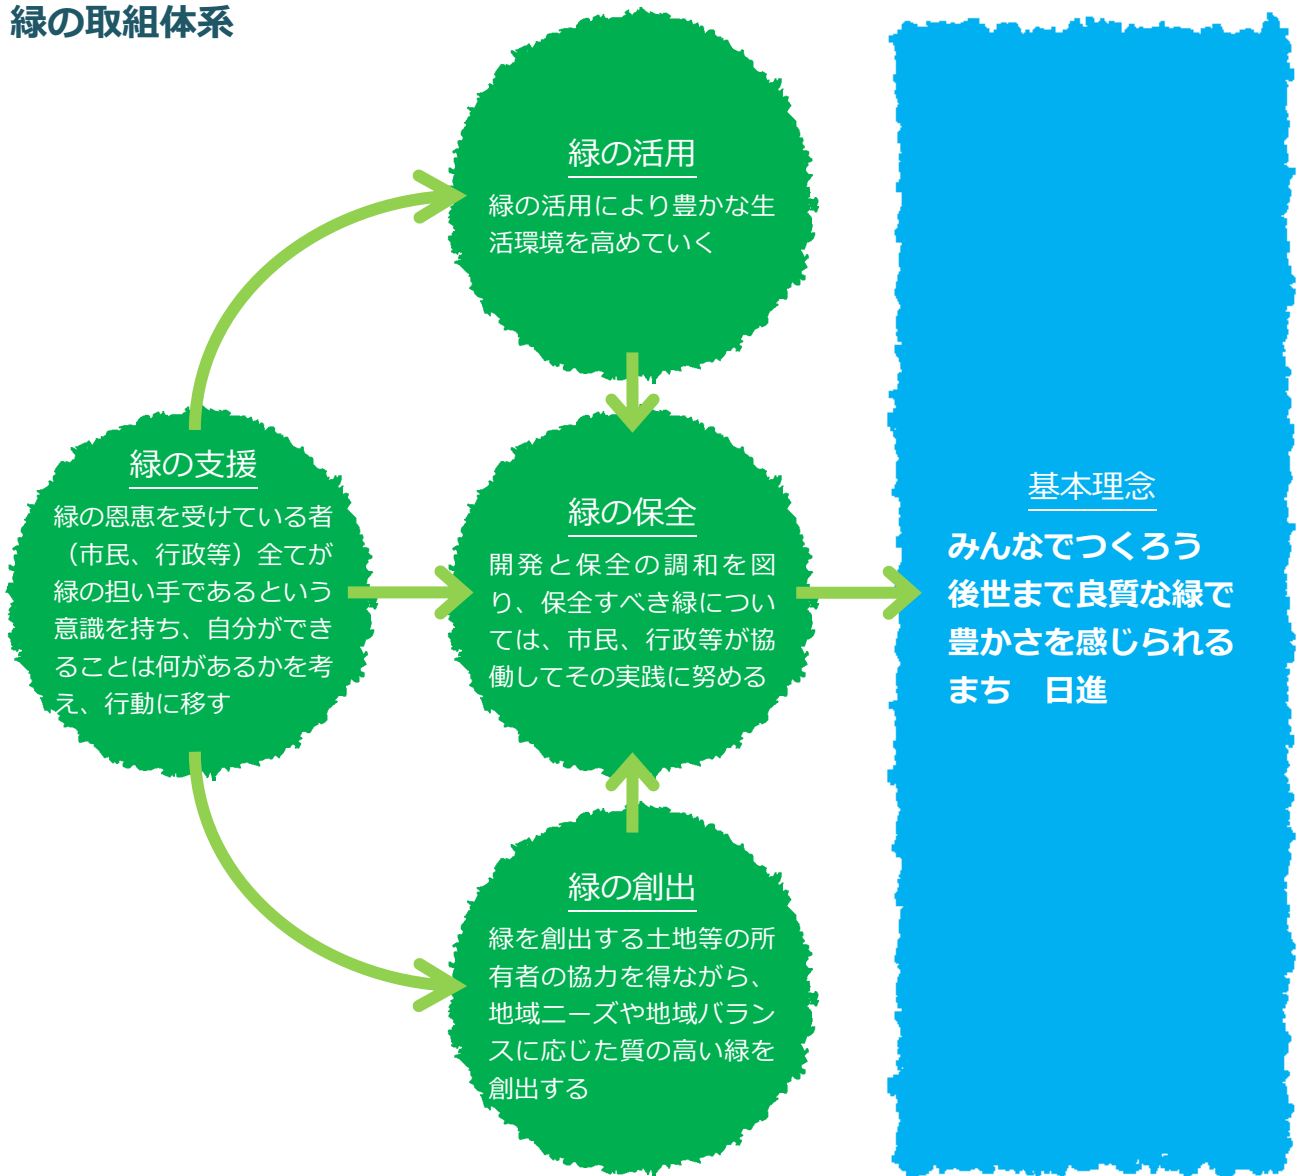 緑の取組体系
緑の活用
緑の活用により豊かな生
活環境を高めていく
緑の支援
緑の恩恵を受けている者
（市民、行政等）全てが
緑の担い手であるという
意識を持ち、自分ができ
ることは何があるかを考
え、行動に移す
緑の保全
開発と保全の調和を図
り、保全すべき緑につい
ては、市民、行政等が協
働してその実践に努める
緑の創出
緑を創出する土地等の所
有者の協力を得ながら、
地域ニーズや地域バラン
スに応じた質の高い緑を
創出する
基本理念
みんなでつくろう
後世まで良質な緑で
豊かさを感じられる
まち　日進